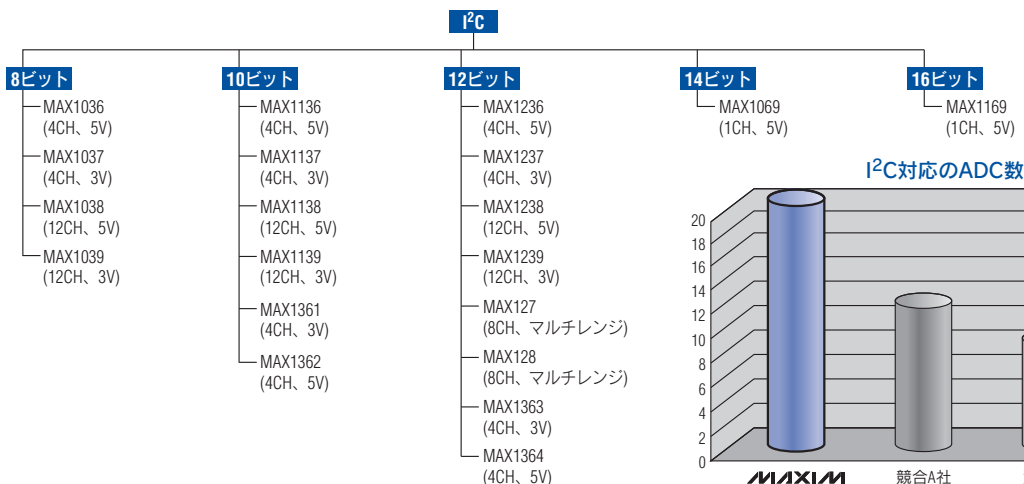 I²C
8ビット
MAX1036
(4CH、5V)
MAX1037
(4CH、3V)
MAX1038
(12CH、5V)
MAX1039
(12CH、3V)
10ビット
MAX1136
(4CH、5V)
MAX1137
(4CH、3V)
MAX1138
(12CH、5V)
MAX1139
(12CH、3V)
MAX1361
(4CH、3V)
MAX1362
(4CH、5V)
12ビット
MAX1236
(4CH、5V)
MAX1237
(4CH、3V)
MAX1238
(12CH、5V)
MAX1239
(12CH、3V)
MAX127
(8CH、マルチレンジ)
MAX128
(8CH、マルチレンジ)
MAX1363
(4CH、3V)
MAX1364
(4CH、5V)
14ビット
MAX1069
(1CH、5V)
16ビット
MAX1169
(1CH、5V)
I²C対応のADC数
20
18
16
14
12
10
8
6
4
2
0
MAXIM
競合A社